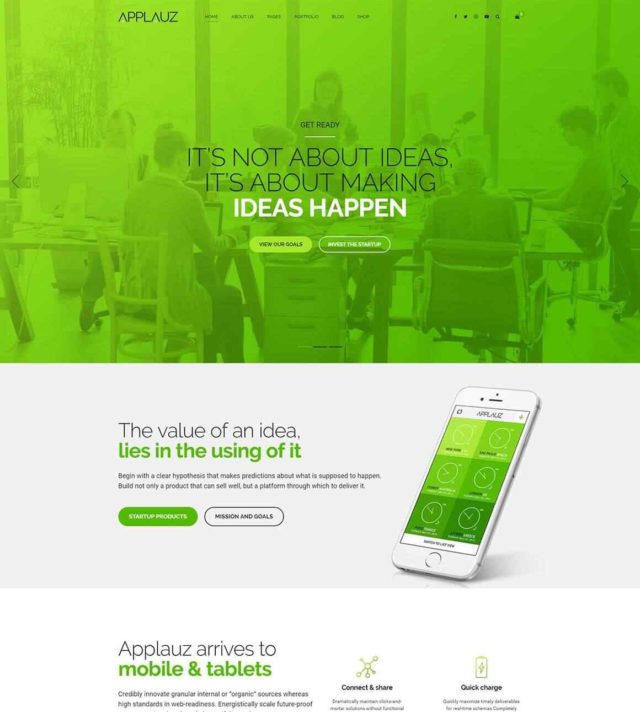 APPLAUZ
HOME ABOUT US PAGES PORTFOLIO BLOG SHOP
GET READY
IT'S NOT ABOUT IDEAS,
IT'S ABOUT MAKING
IDEAS HAPPEN
VIEW OUR GOALS INVEST THE STARTUP
The value of an idea,
lies in the using of it
Begin with a clear hypothesis that makes predictions about what is supposed to happen.
Build not only a product that can sell well, but a platform through which to deliver it.
STARTUP PRODUCTS MISSION AND GOALS
APPLAUZ
SWITCH TO LIST VIEW
Applauz arrives to
mobile & tablets
Credibly innovate granular internal or "organic" sources whereas
high standards in web-readiness. Energistically scale future-proof
Connect & share
Dramatically maintain clicks-and-
mortar solutions without functional
Quick charge
Quickly maximize timely deliverables
for real-time schemas Completely